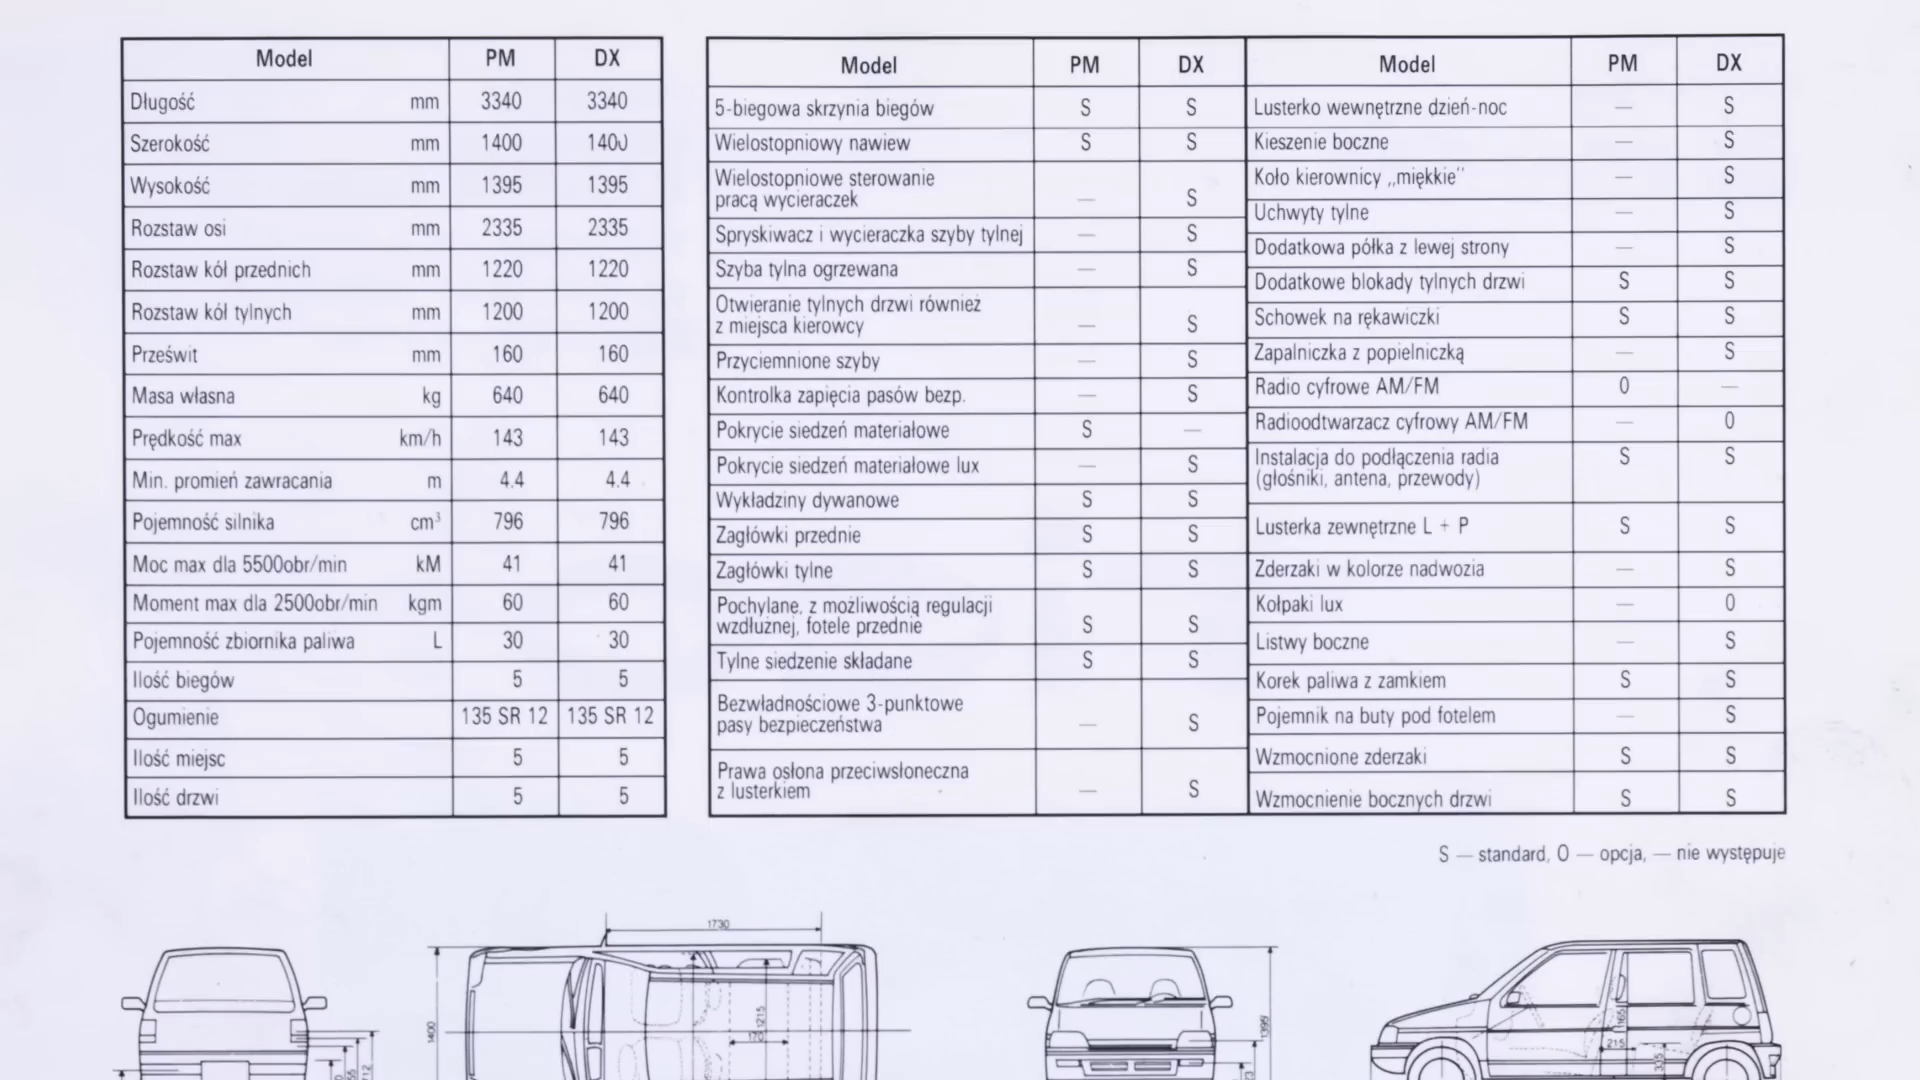 Model PM DX
Długość mm 3340 3340
Szerokość mm 1400 1400
Wysokość mm 1395 1395
Rozstaw osi mm 2335 2335
Rozstaw kół przednich mm 1220 1220
Rozstaw kół tylnych mm 1200 1200
Prześwit mm 160 160
Masa własna kg 640 640
Prędkość max km/h 143 143
Min. promień zawracania m 4.4 4.4
Pojemność silnika cm³ 796 796
Moc max dla 5500obr/min kM 41 41
Moment max dla 2500obr/min kgm 60 60
Pojemność zbiornika paliwa L 30 30
Ilość biegów 5 5
Ogumienie 135 SR 12 135 SR 12
Ilość miejsc 5 5
Ilość drzwi 5 5
Model PM DX
5-biegowa skrzynia biegów S S
Wielostopniowy nawiew S S
Wielostopniowe sterowanie
pracą wycieraczek — S
Spryskiwacz i wycieraczka szyby tylnej — S
Szyba tylna ogrzewana — S
Otwieranie tylnych drzwi również
z miejsca kierowcy — S
Przyciemnione szyby — S
Kontrolka zapięcia pasów bezp. — S
Pokrycie siedzeń materiałowe S —
Pokrycie siedzeń materiałowe lux — S
Wykładziny dywanowe S S
Zagłówki przednie S S
Zagłówki tylne S S
Pochylane, z możliwością regulacji
wzdłużnej, fotele przednie S S
Tylne siedzenie składane S S
Bezwładnościowe 3-punktowe
pasy bezpieczeństwa — S
Prawa osłona przeciwsłoneczna
z lusterkiem — S
Model PM DX
Lusterko wewnętrzne dzień-noc — S
Kieszenie boczne — S
Koło kierownicy ,,miękkie'' — S
Uchwyty tylne — S
Dodatkowa półka z lewej strony — S
Dodatkowe blokady tylnych drzwi S S
Schowek na rękawiczki S S
Zapalniczka z popielniczką — S
Radio cyfrowe AM/FM O —
Radioodtwarzacz cyfrowy AM/FM — O
Instalacja do podłączenia radia S S
(głośniki, antena, przewody)
Lusterka zewnętrzne L + P S S
Zderzaki w kolorze nadwozia — S
Kołpaki lux — O
Listwy boczne — S
Korek paliwa z zamkiem S S
Pojemnik na buty pod fotelem — S
Wzmocnione zderzaki S S
Wzmocnienie bocznych drzwi S S
S — standard, O — opcja, — nie występuje
1730
1400
1215
170
1395
1165
215
335